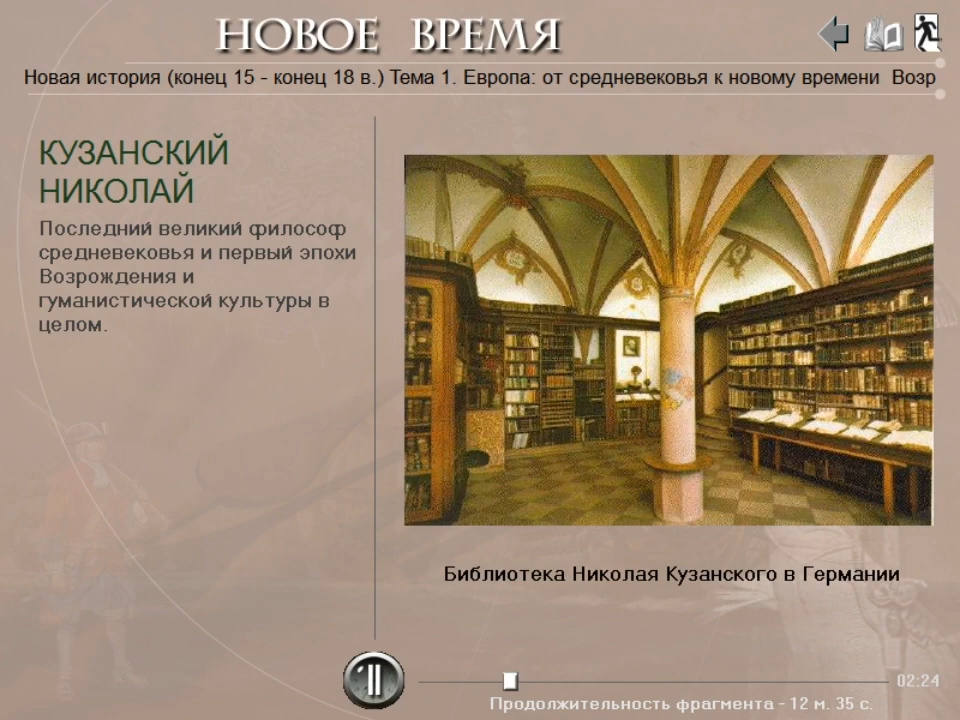 НОВОЕ ВРЕМЯ
Новая история (конец 15 - конец 18 в.) Тема 1. Европа: от средневековья к новому времени Возр
КУЗАНСКИЙ
НИКОЛАЙ
Последний великий философ
средневековья и первый эпохи
Возрождения и
гуманистической культуры в
целом.
Библиотека Николая Кузанского в Германии
02:24
Продолжительность фрагмента - 12 м. 35 с.